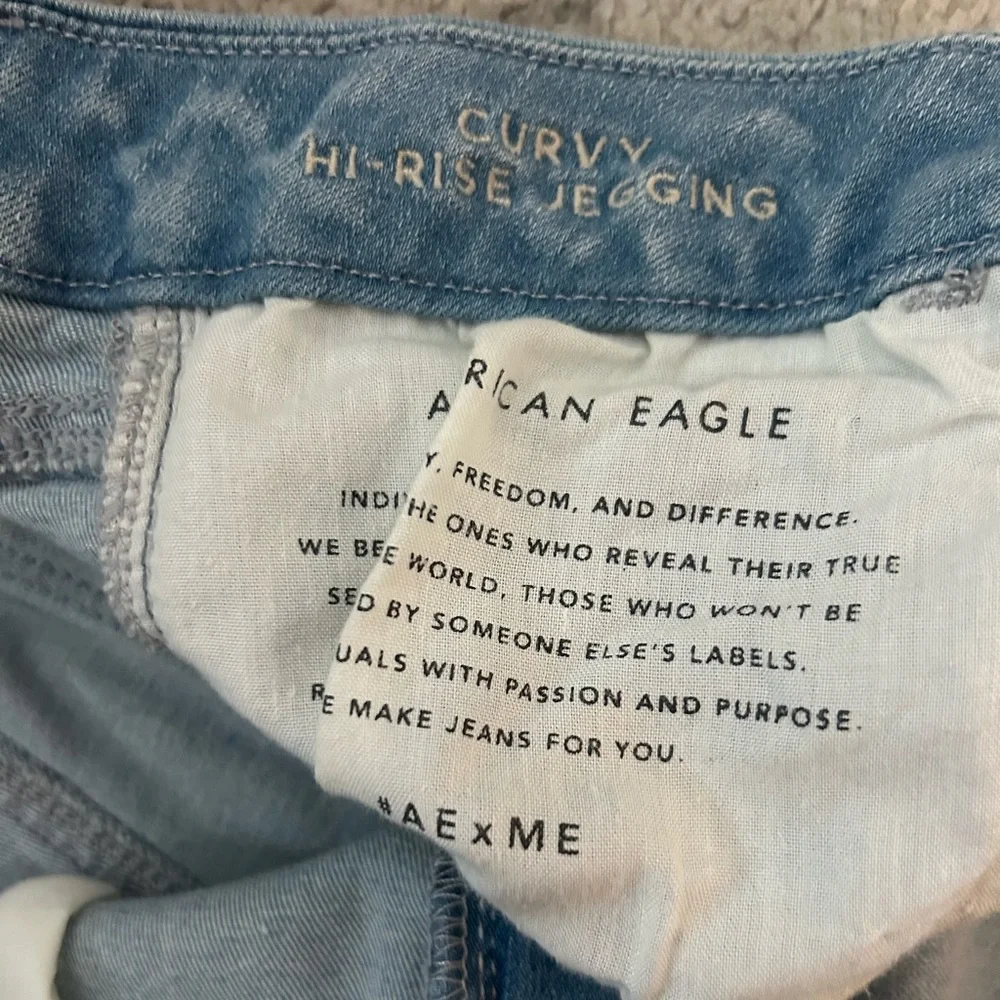 CURVY
HI-RISE JEGGING
RICAN EAGLE
Y, FREEDOM, AND DIFFERENCE.
HE ONES WHO REVEAL THEIR TRUE
WE BE E WORLD, THOSE WHO WON'T BE
SED BY SOMEONE ELSE'S LABELS.
UALS WITH PASSION AND PURPOSE.
RE MAKE JEANS FOR YOU.
#AExME